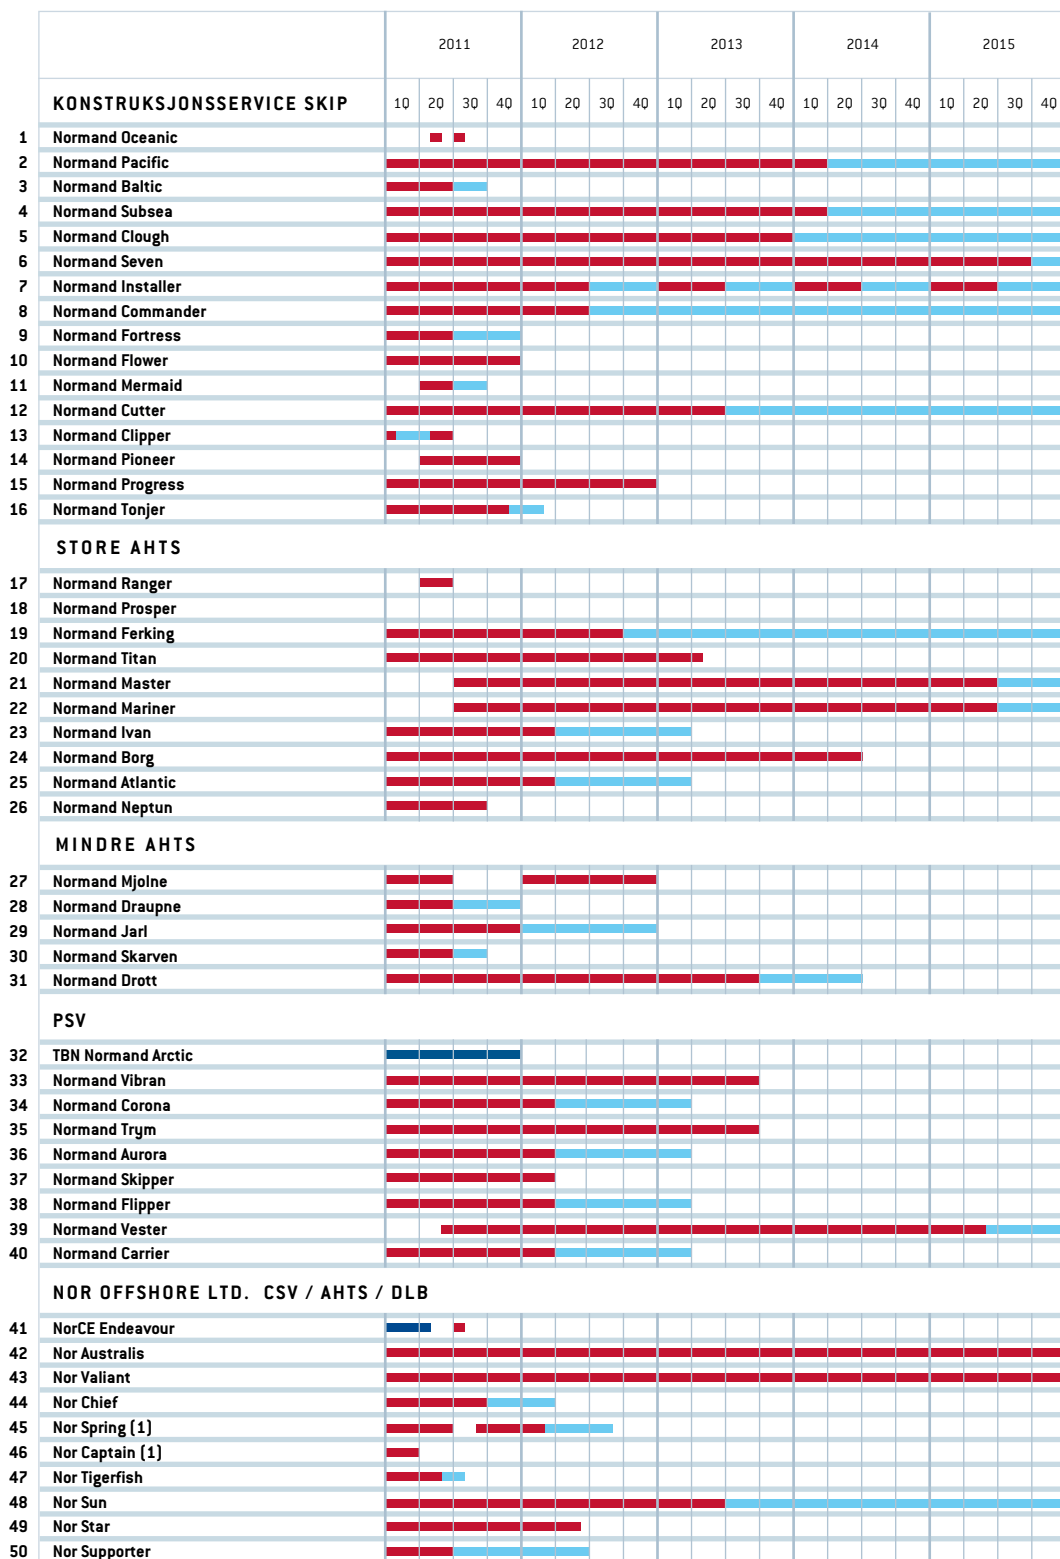 2011 2012 2013 2014 2015
KONSTRUKSJONSSERVICE SKIP 1Q 2Q 3Q 4Q 1Q 2Q 3Q 4Q 1Q 2Q 3Q 4Q 1Q 2Q 3Q 4Q 1Q 2Q 3Q 4Q
1 Normand Oceanic
2 Normand Pacific
3 Normand Baltic
4 Normand Subsea
5 Normand Clough
6 Normand Seven
7 Normand Installer
8 Normand Commander
9 Normand Fortress
10 Normand Flower
11 Normand Mermaid
12 Normand Cutter
13 Normand Clipper
14 Normand Pioneer
15 Normand Progress
16 Normand Tonjer
STORE AHTS
17 Normand Ranger
18 Normand Prosper
19 Normand Ferking
20 Normand Titan
21 Normand Master
22 Normand Mariner
23 Normand Ivan
24 Normand Borg
25 Normand Atlantic
26 Normand Neptun
MINDRE AHTS
27 Normand Mjolne
28 Normand Draupne
29 Normand Jarl
30 Normand Skarven
31 Normand Drott
PSV
32 TBN Normand Arctic
33 Normand Vibran
34 Normand Corona
35 Normand Trym
36 Normand Aurora
37 Normand Skipper
38 Normand Flipper
39 Normand Vester
40 Normand Carrier
NOR OFFSHORE LTD. CSV / AHTS / DLB
41 NorCE Endeavour
42 Nor Australis
43 Nor Valiant
44 Nor Chief
45 Nor Spring (1)
46 Nor Captain (1)
47 Nor Tigerfish
48 Nor Sun
49 Nor Star
50 Nor Supporter